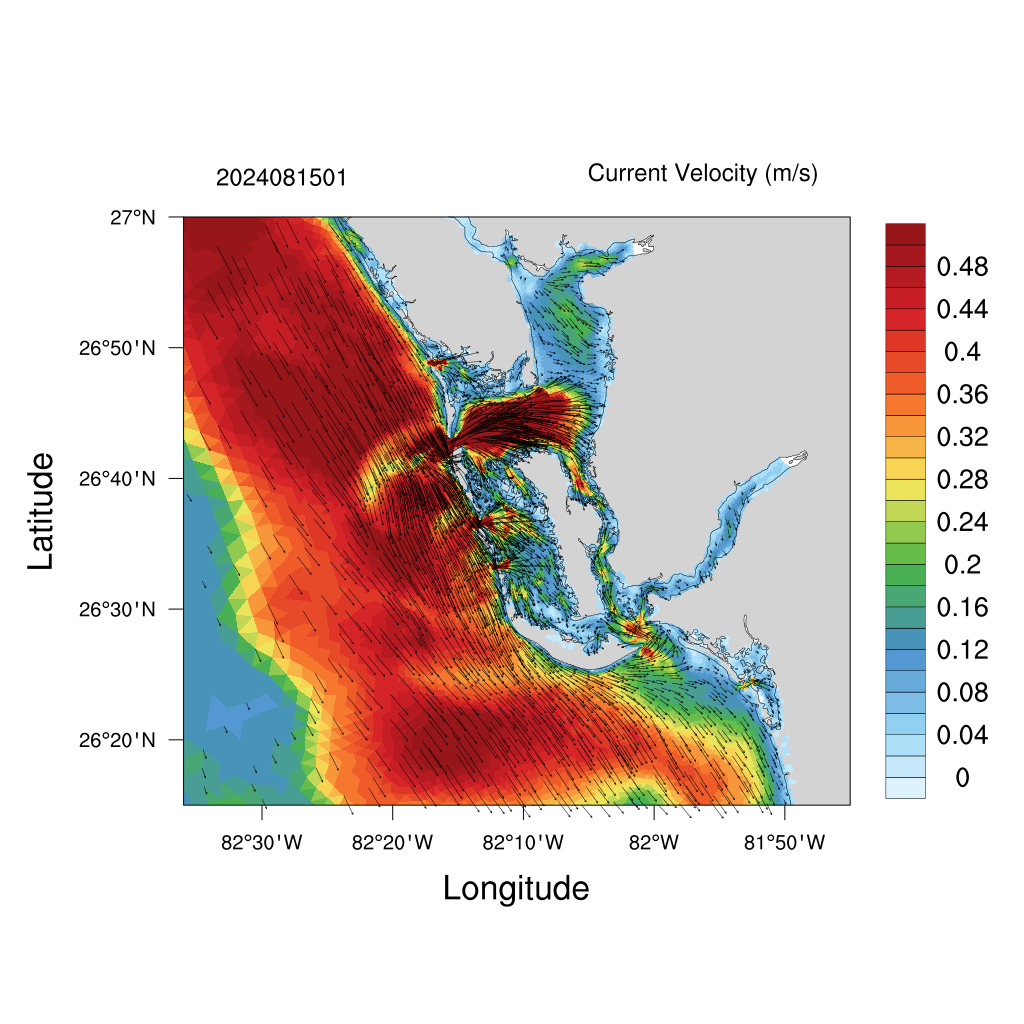 2024081501
Current Velocity (m/s)
27°N
26°50'N
26°40'N
26°30'N
26°20'N
Latitude
82°30'W
82°20'W
82°10'W
82°W
81°50'W
Longitude
0.48
0.44
0.4
0.36
0.32
0.28
0.24
0.2
0.16
0.12
0.08
0.04
0